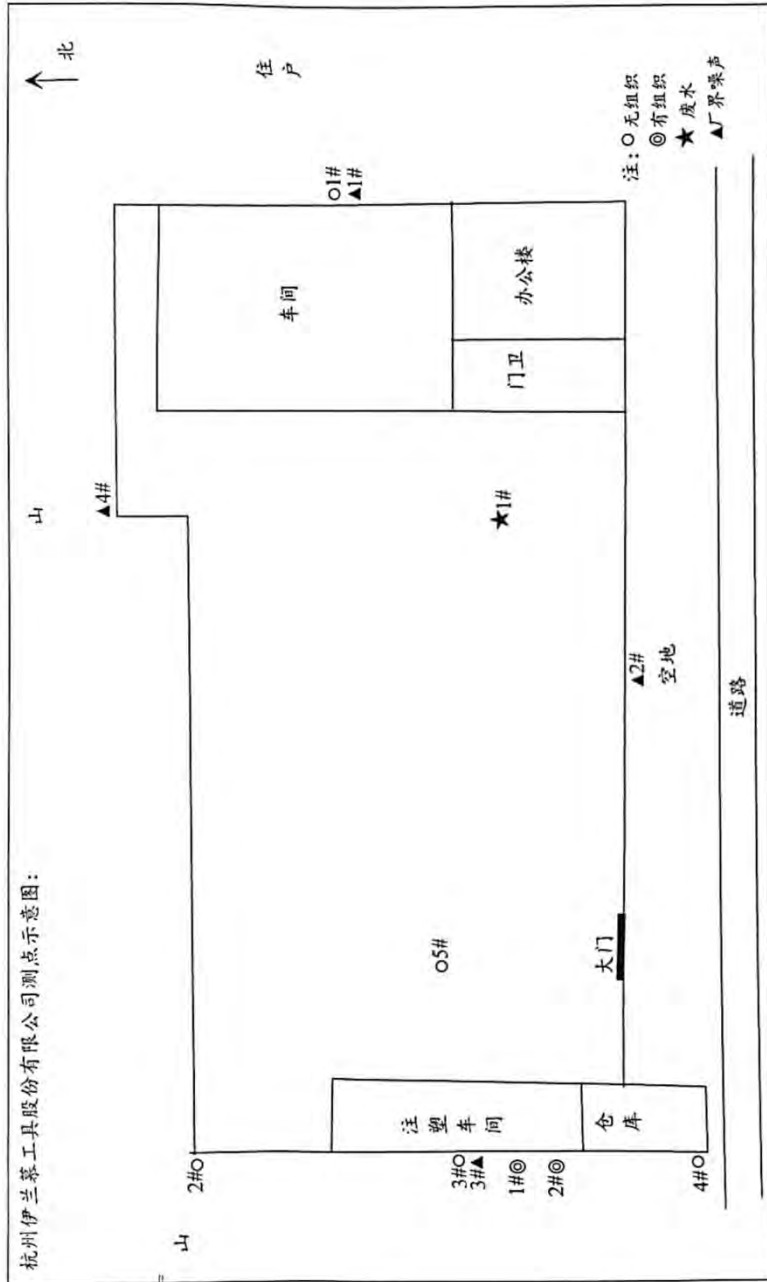 杭州伊兰慕工具股份有限公司测点示意图:
北
山
▲4#
住户
山
2#○
车间
○1#
▲1#
注塑车间
3#○
3#▲
1#◎
2#◎
○5#
★1#
门卫
办公楼
仓库
4#○
大门
▲2#
空地
道路
注: ○ 无组织
◎ 有组织
★ 废水
▲厂界噪声